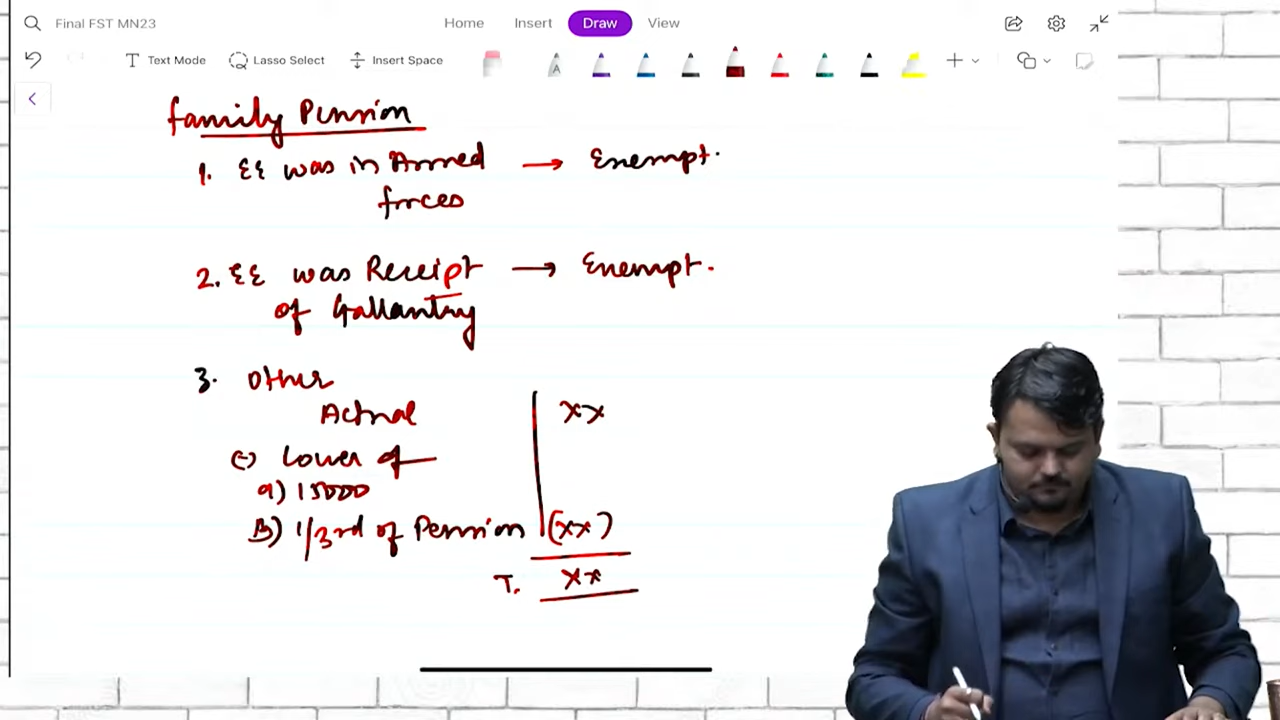 Final FST MN23
Home Insert Draw View
Text Mode Lasso Select Insert Space
A
family Pension
1. EE was in Armed → Exempt.
forces
2. EE was Receipt → Exempt.
of Gallantry
3. Other
Actual xx
(-) Lower of
a) 15000
B) 1/3rd of Pension (xx)
T. xx